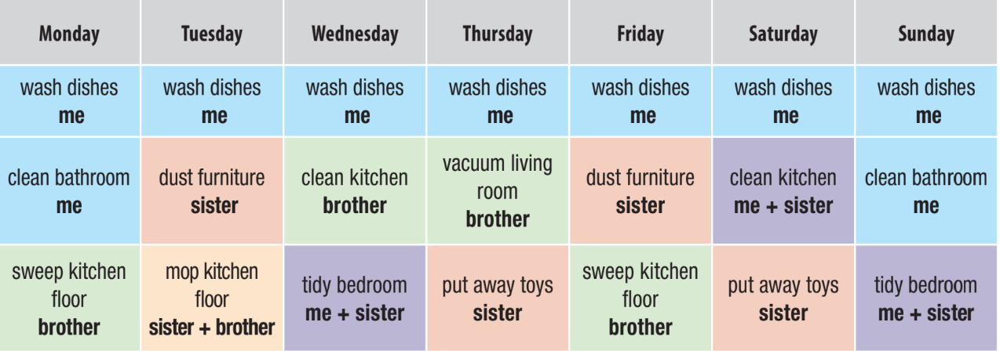 Monday
Tuesday
Wednesday
Thursday
Friday
Saturday
Sunday
wash dishes
me
wash dishes
me
wash dishes
me
wash dishes
me
wash dishes
me
wash dishes
me
wash dishes
me
clean bathroom
me
dust furniture
sister
clean kitchen
brother
vacuum living
room
brother
dust furniture
sister
clean kitchen
me + sister
clean bathroom
me
sweep kitchen
floor
brother
mop kitchen
floor
sister + brother
tidy bedroom
me + sister
put away toys
sister
sweep kitchen
floor
brother
put away toys
sister
tidy bedroom
me + sister